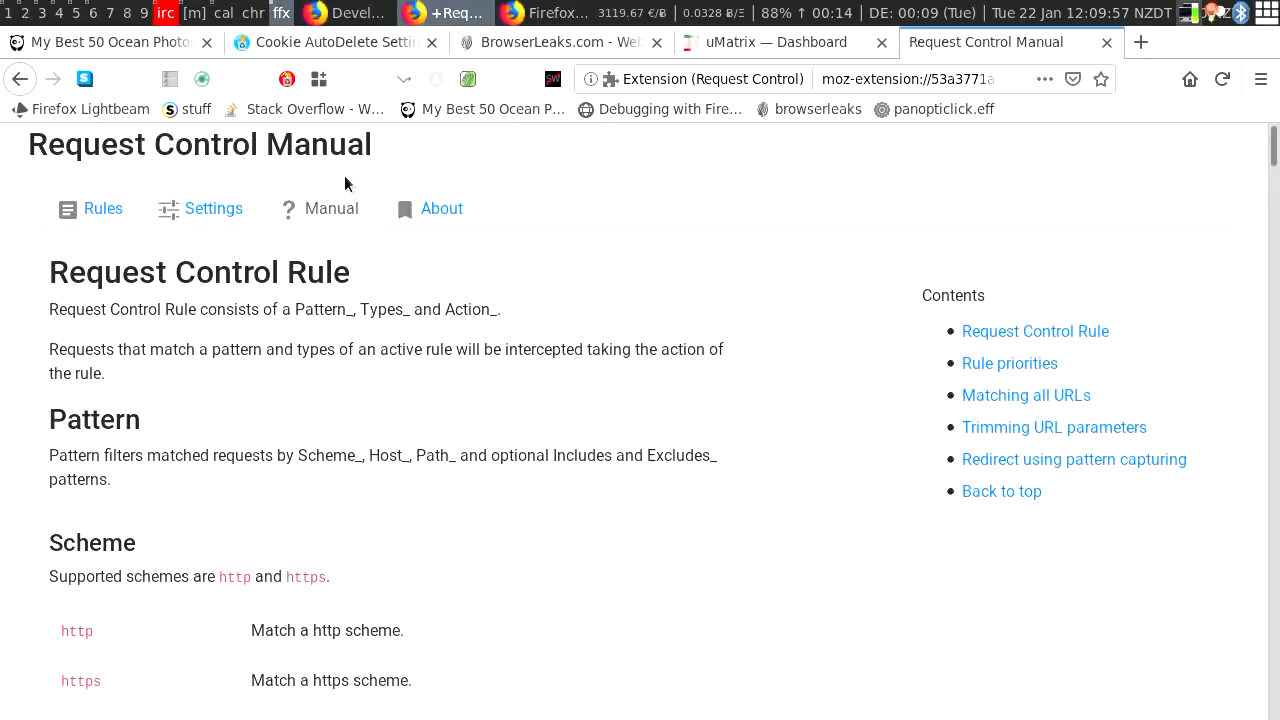 1 2 3 4 5 6 7 8 9 irc [m] cal chr ffx Devel... +Req... Firefox... 3119.67 €/B 0.0328 B/Ξ 88% ↑ 00:14 E: 00:09 (Tue) Tue 22 Jan 12:09:57 NZDT
My Best 50 Ocean Photo Cookie AutoDelete Settin BrowserLeaks.com - Web uMatrix — Dashboard Request Control Manual
Extension (Request Control) moz-extension://53a3771a
Firefox Lightbeam stuff Stack Overflow - W... My Best 50 Ocean P... Debugging with Fire... browserleaks panopticlick.eff
Request Control Manual
Rules Settings Manual About
Request Control Rule
Request Control Rule consists of a Pattern_, Types_ and Action_.
Requests that match a pattern and types of an active rule will be intercepted taking the action of
the rule.
Contents
• Request Control Rule
• Rule priorities
• Matching all URLs
• Trimming URL parameters
• Redirect using pattern capturing
• Back to top
Pattern
Pattern filters matched requests by Scheme_, Host_, Path_ and optional Includes and Excludes_
patterns.
Scheme
Supported schemes are http and https.
http Match a http scheme.
https Match a https scheme.